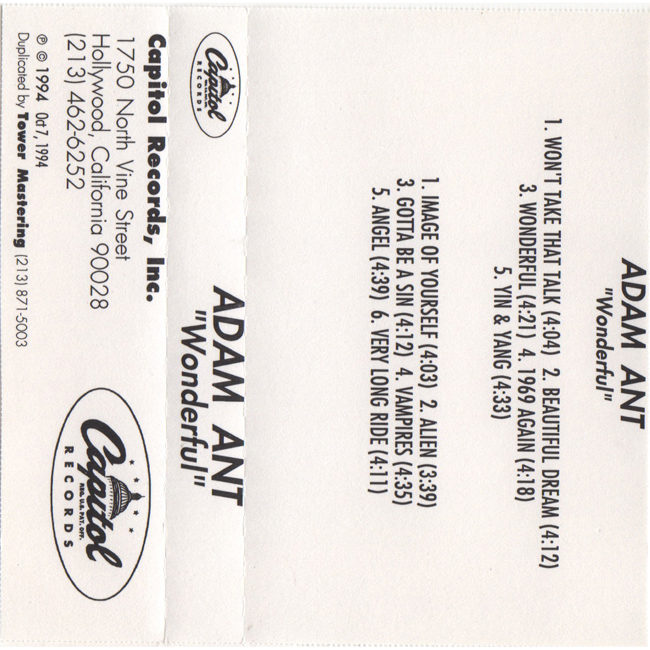 ADAM ANT
"Wonderful"
1. WON'T TAKE THAT TALK (4:04) 2. BEAUTIFUL DREAM (4:12)
3. WONDERFUL (4:21) 4. 1969 AGAIN (4:18)
5. YIN & YANG (4:33)
1. IMAGE OF YOURSELF (4:03) 2. ALIEN (3:39)
3. GOTTA BE A SIN (4:12) 4. VAMPIRES (4:35)
5. ANGEL (4:39) 6. VERY LONG RIDE (4:11)
Capitol
RECORDS
ADAM ANT
"Wonderful"
Capitol Records, Inc.
1750 North Vine Street
Hollywood, California 90028
(213) 462-6252
℗ © 1994 Oct 7, 1994
Duplicated by Tower Mastering (213) 871-5003
Capitol
REG. U.S. PAT. OFF.
RECORDS